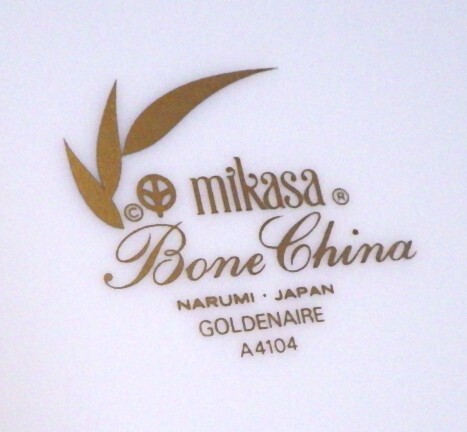 © mikasa ®
Bone China
NARUMI · JAPAN
GOLDENAIRE
A4104